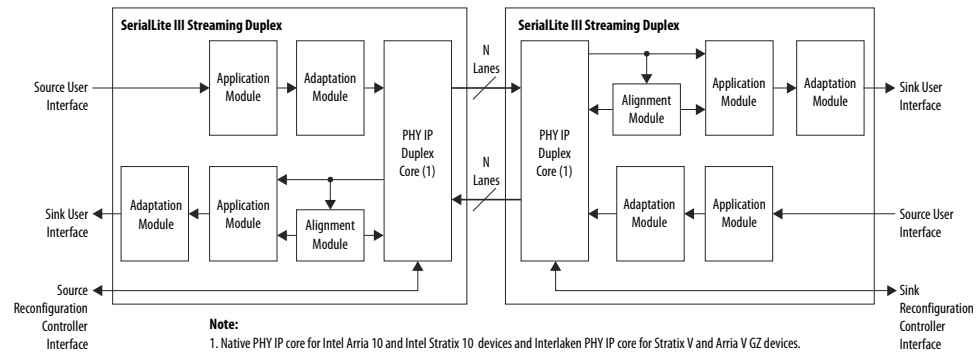 SerialLite III Streaming Duplex
SerialLite III Streaming Duplex
Source User
Interface
Application
Module
Adaptation
Module
PHY IP
Duplex
Core (1)
N
Lanes
N
Lanes
PHY IP
Duplex
Core (1)
Alignment
Module
Application
Module
Adaptation
Module
Sink User
Interface
Sink User
Interface
Adaptation
Module
Application
Module
Alignment
Module
Adaptation
Module
Application
Module
Source User
Interface
Source
Reconfiguration
Controller
Interface
Sink
Reconfiguration
Controller
Interface
Note:
1. Native PHY IP core for Intel Arria 10 and Intel Stratix 10 devices and Interlaken PHY IP core for Stratix V and Arria V GZ devices.